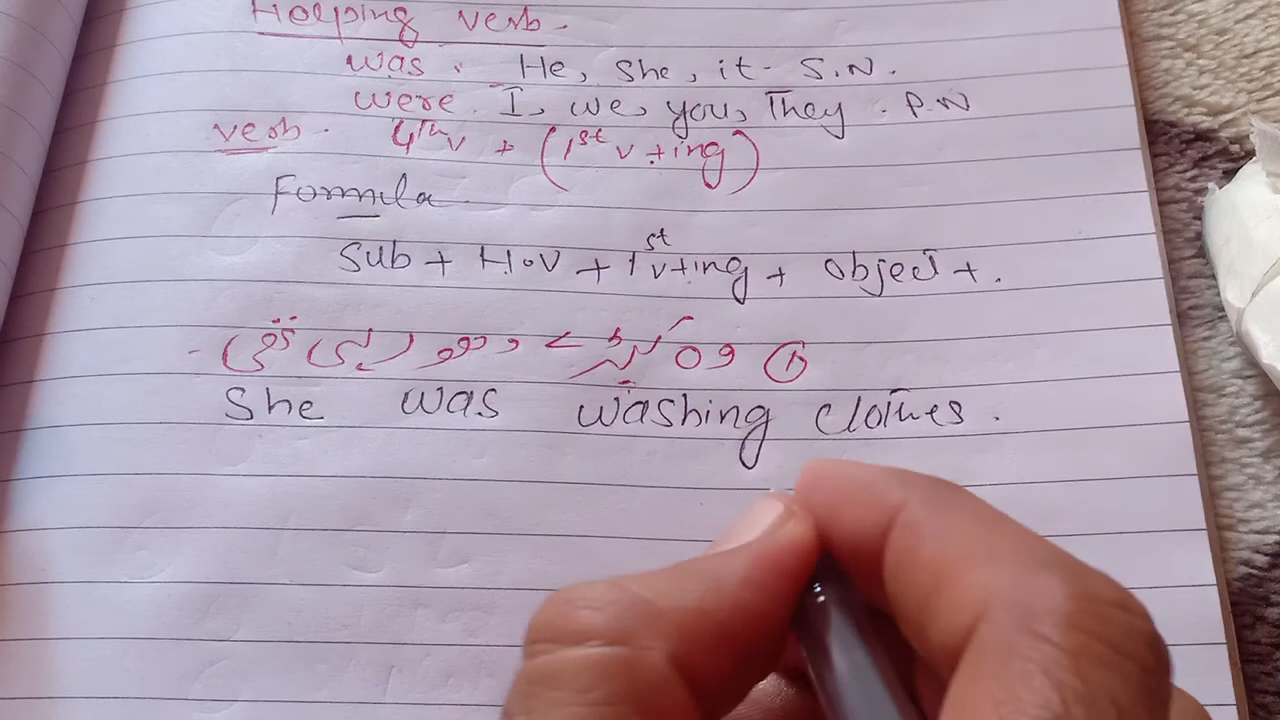 Helping verb -
was . He, she, it - S.N.
were . I, we, you, They . P.N
verb - 4th v + (1st v +ing)
Formula
Sub + H.V + 1st v+ing + object + .
① وہ کپڑے دھو رہی تھی -
She was washing clothes .